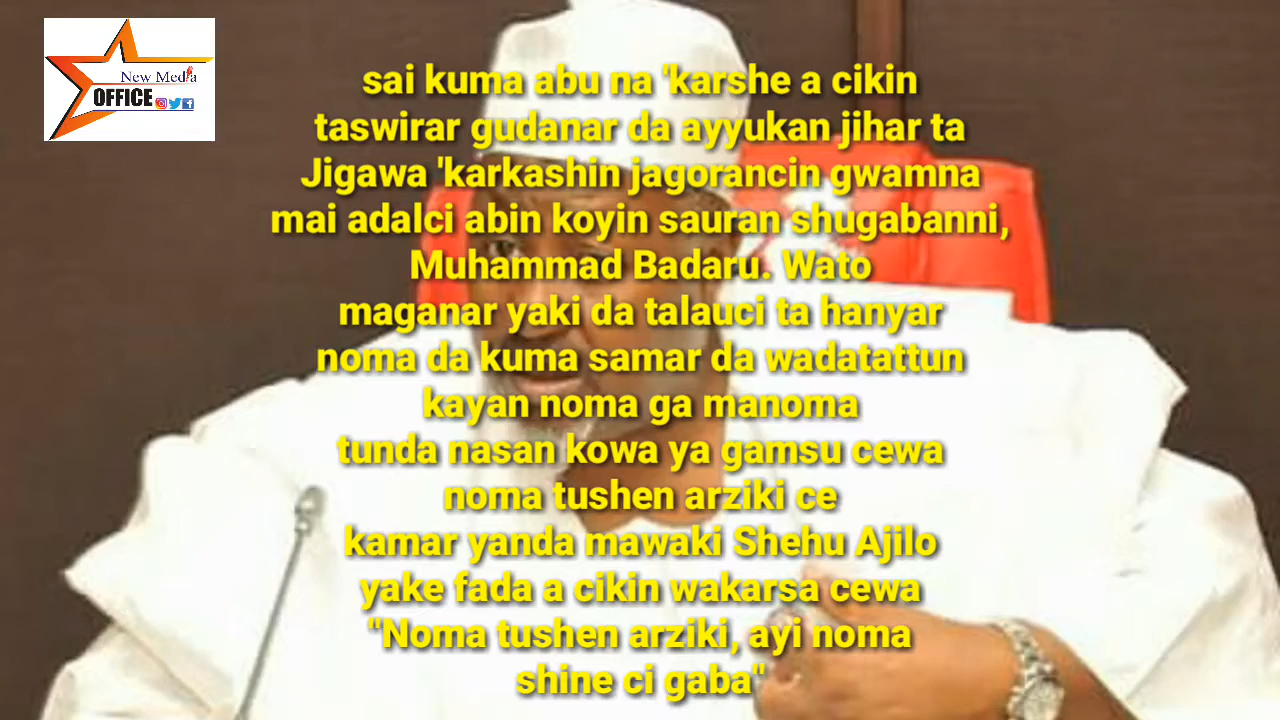 New Media
OFFICE
sai kuma abu na 'karshe a cikin
taswirar gudanar da ayyukan jihar ta
Jigawa 'karkashin jagorancin gwamna
mai adalci abin koyin sauran shugabanni,
Muhammad Badaru. Wato
maganar yaki da talauci ta hanyar
noma da kuma samar da wadatattun
kayan noma ga manoma
tunda nasan kowa ya gamsu cewa
noma tushen arziki ce
kamar yanda mawaki Shehu Ajilo
yake fada a cikin wakarsa cewa
"Noma tushen arziki, ayi noma
shine ci gaba"